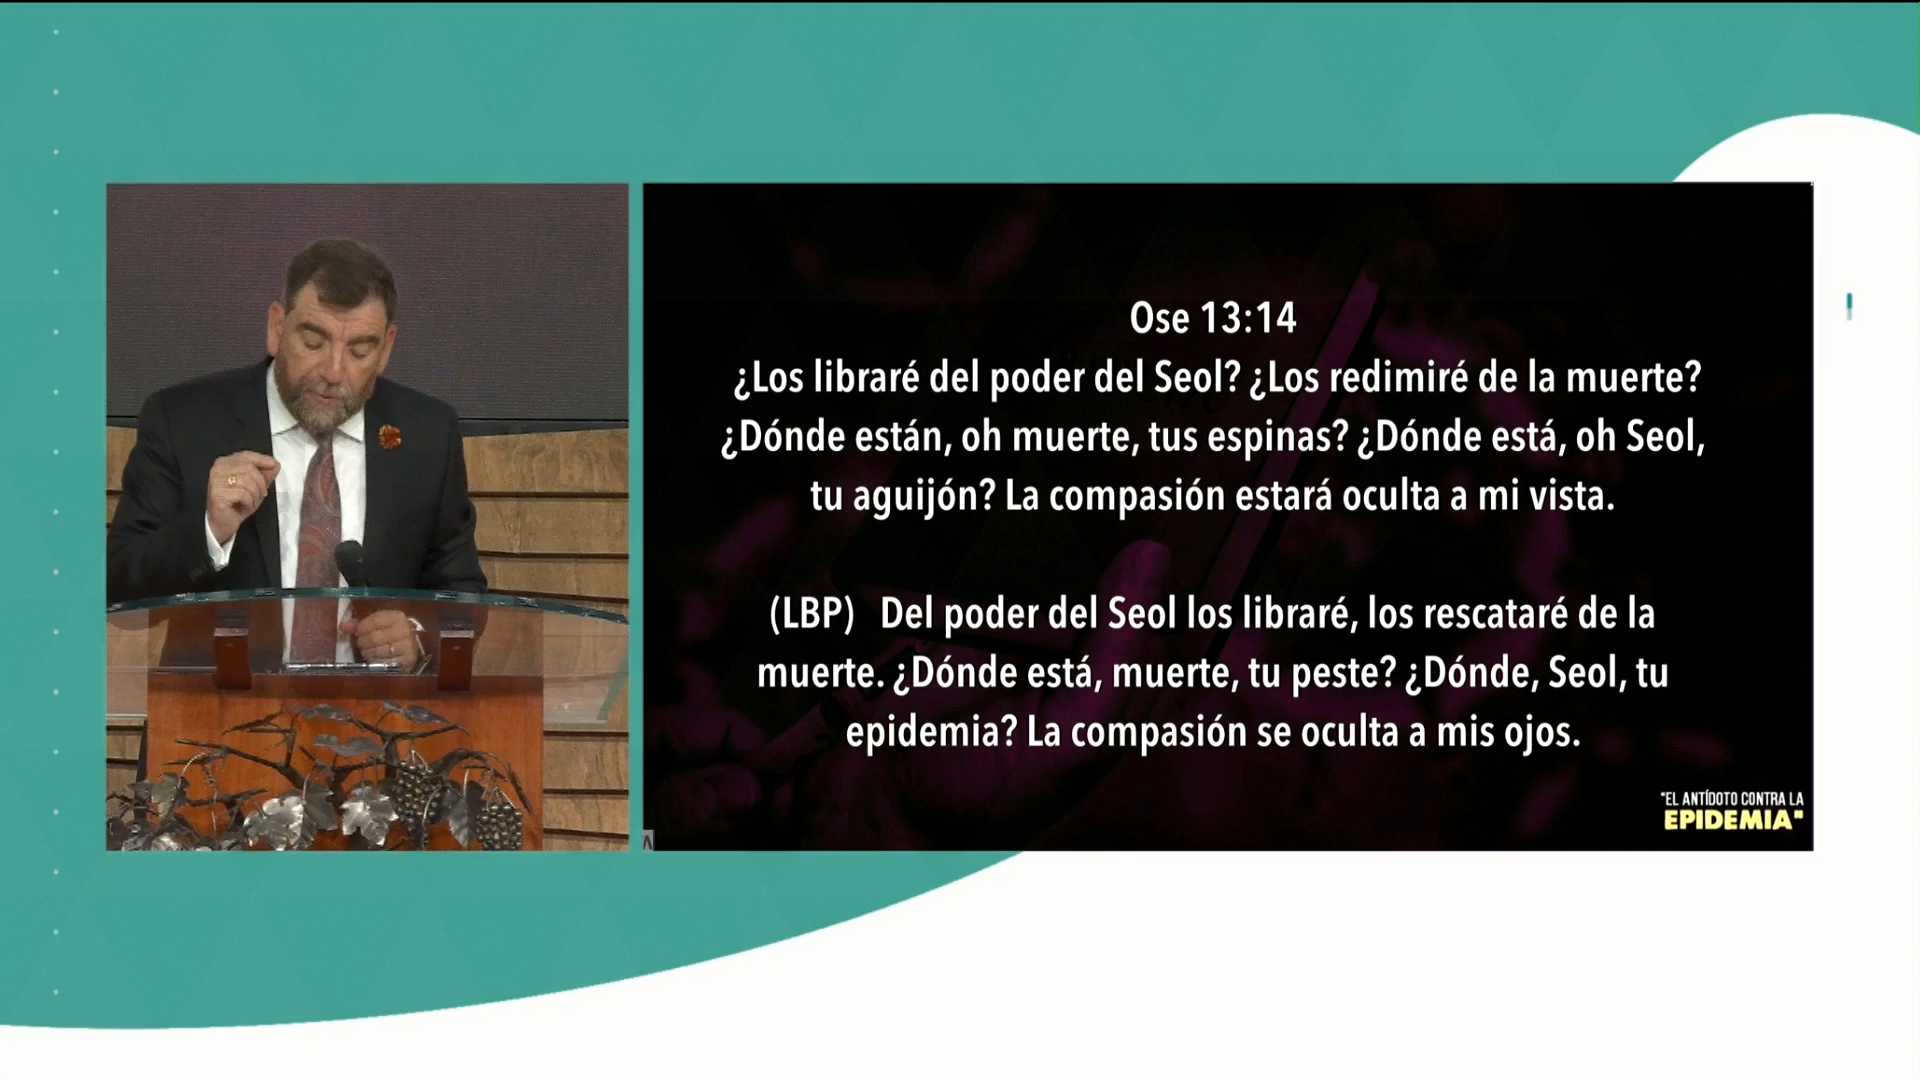 Ose 13:14
¿Los libraré del poder del Seol? ¿Los redimiré de la muerte?
¿Dónde están, oh muerte, tus espinas? ¿Dónde está, oh Seol,
tu aguijón? La compasión estará oculta a mi vista.
(LBP) Del poder del Seol los libraré, los rescataré de la
muerte. ¿Dónde está, muerte, tu peste? ¿Dónde, Seol, tu
epidemia? La compasión se oculta a mis ojos.
"EL ANTÍDOTO CONTRA LA
EPIDEMIA"